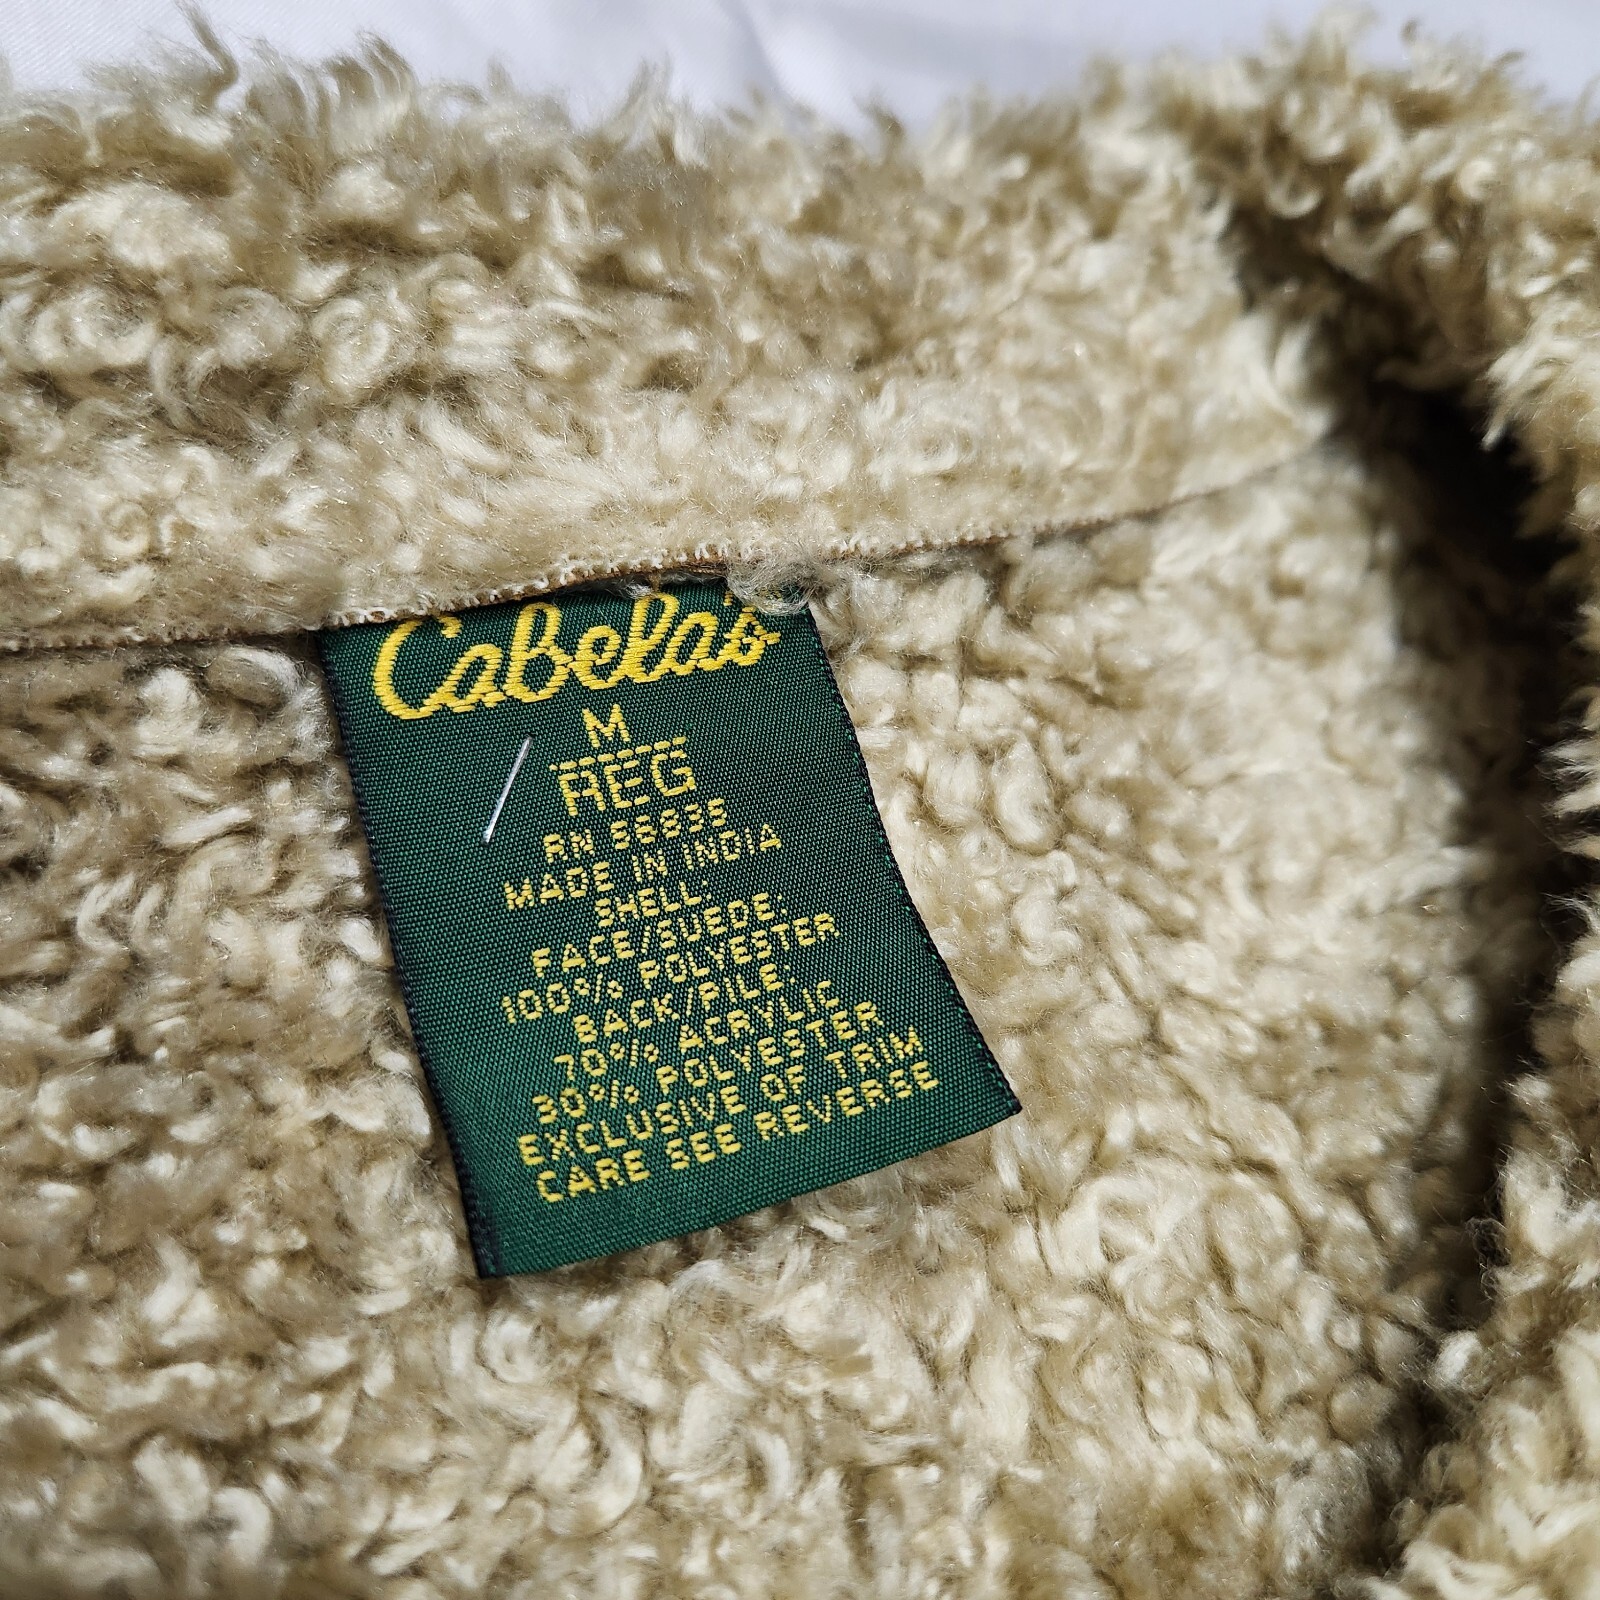 Cabela's
M
REG
RN 56835
MADE IN INDIA
SHELL:
FACE/SUEDE:
100% POLYESTER
BACK/PILE:
70% ACRYLIC
30% POLYESTER
EXCLUSIVE OF TRIM
CARE SEE REVERSE